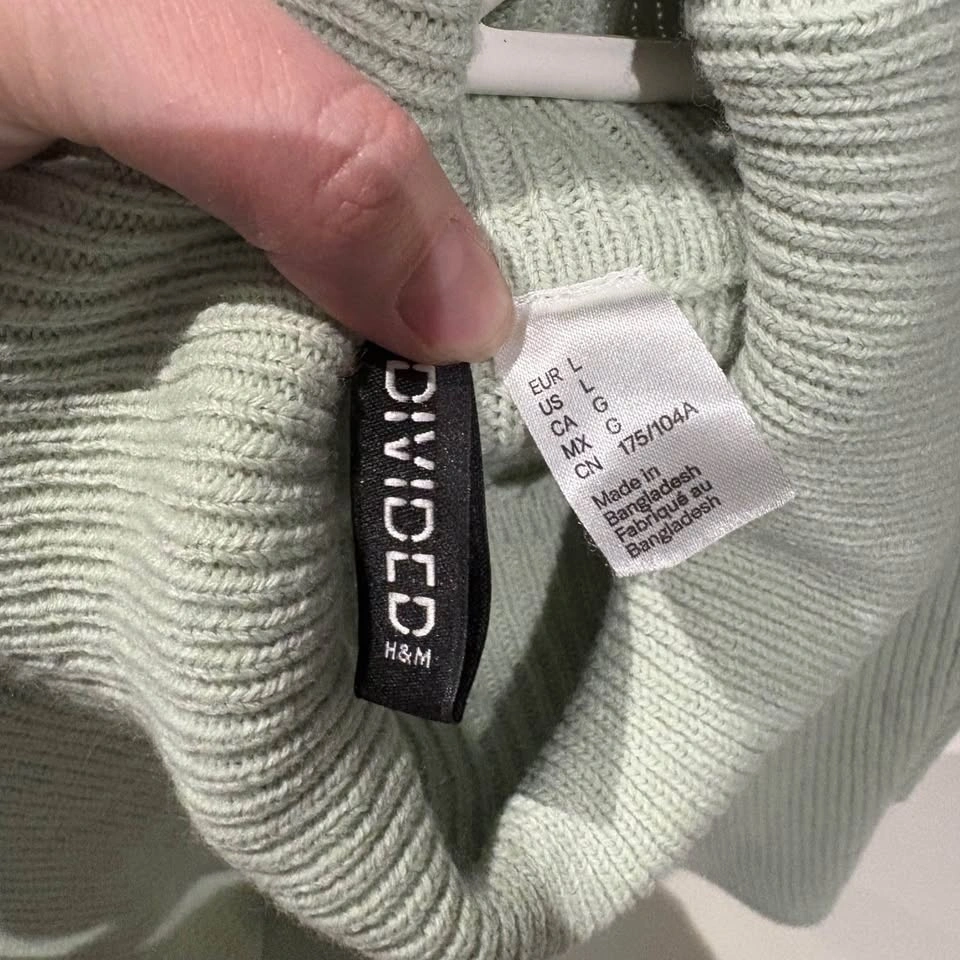 DIVIDED
H&M
EUR L
US L
CA G
MX G
CN 175/104A
Made in
Bangladesh
Fabriqué au
Bangladesh